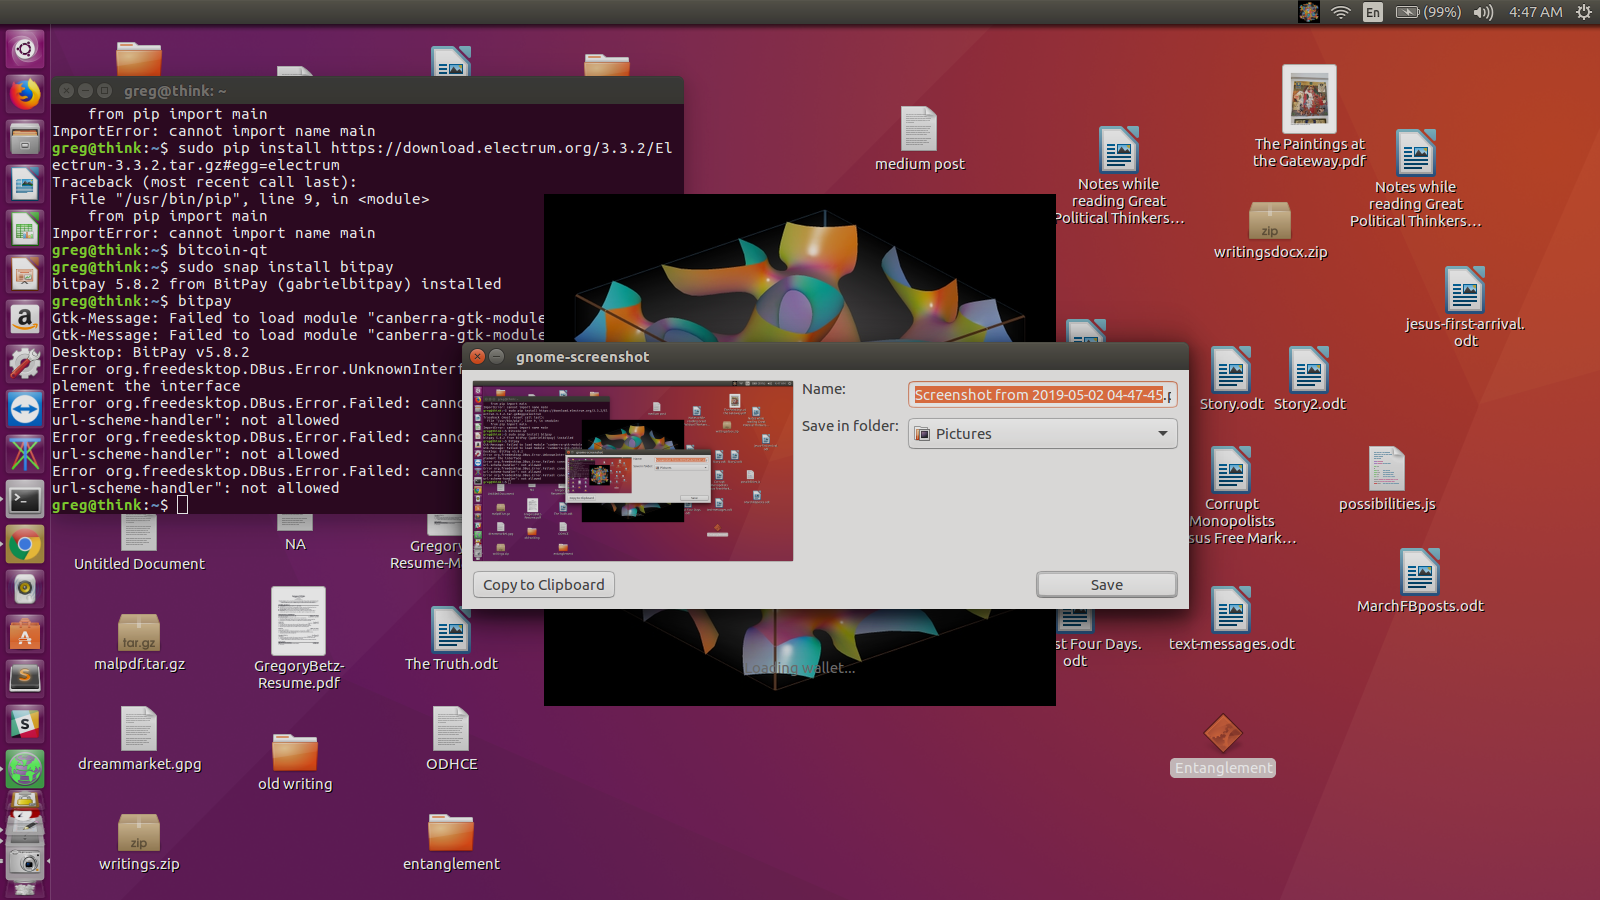 En
(99%)
4:47 AM
greg@think: ~
from pip import main
ImportError: cannot import name main
greg@think:~$ sudo pip install https://download.electrum.org/3.3.2/El
ectrum-3.3.2.tar.gz#egg=electrum
Traceback (most recent call last):
File "/usr/bin/pip", line 9, in <module>
from pip import main
ImportError: cannot import name main
greg@think:~$ bitcoin-qt
greg@think:~$ sudo snap install bitpay
bitpay 5.8.2 from BitPay (gabrielbitpay) installed
greg@think:~$ bitpay
Gtk-Message: Failed to load module "canberra-gtk-module
Gtk-Message: Failed to load module "canberra-gtk-module
Desktop: BitPay v5.8.2
Error org.freedesktop.DBus.Error.UnknownInterf
plement the interface
Error org.freedesktop.DBus.Error.Failed: canno
url-scheme-handler": not allowed
Error org.freedesktop.DBus.Error.Failed: canno
url-scheme-handler": not allowed
Error org.freedesktop.DBus.Error.Failed: canno
url-scheme-handler": not allowed
greg@think:~$
gnome-screenshot
Name:
Screenshot from 2019-05-02 04-47-45.p
Save in folder:
Pictures
Copy to Clipboard
Save
Loading wallet...
medium post
Notes while
reading Great
Political Thinkers...
The Paintings at
the Gateway.pdf
Notes while
reading Great
Political Thinkers...
zip
writingsdocx.zip
jesus-first-arrival.
odt
Story.odt
Story2.odt
Corrupt
Monopolists
sus Free Mark...
possibilities.js
MarchFBposts.odt
st Four Days.
odt
text-messages.odt
Entanglement
Untitled Document
NA
Gregory
Resume-M
tar.gz
malpdf.tar.gz
GregoryBetz-
Resume.pdf
The Truth.odt
dreammarket.gpg
old writing
ODHCE
zip
writings.zip
entanglement